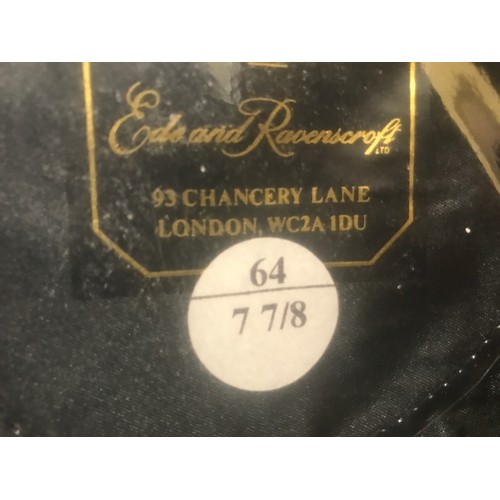 Ede and Ravenscroft
LTD
93 CHANCERY LANE
LONDON, WC2A 1DU
64
7 7/8